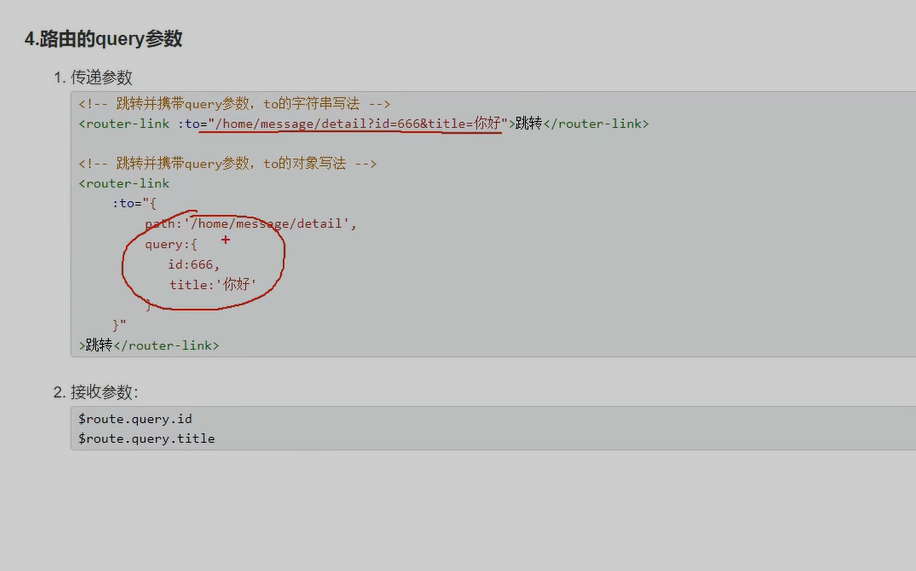 4.路由的query参数
1. 传递参数
<!-- 跳转并携带query参数，to的字符串写法 -->
<router-link :to="/home/message/detail?id=666&title=你好">跳转</router-link>
<!-- 跳转并携带query参数，to的对象写法 -->
<router-link
:to="{
path:'/home/message/detail',
query:{
id:666,
title:'你好'
}
}"
>跳转</router-link>
2. 接收参数：
$route.query.id
$route.query.title